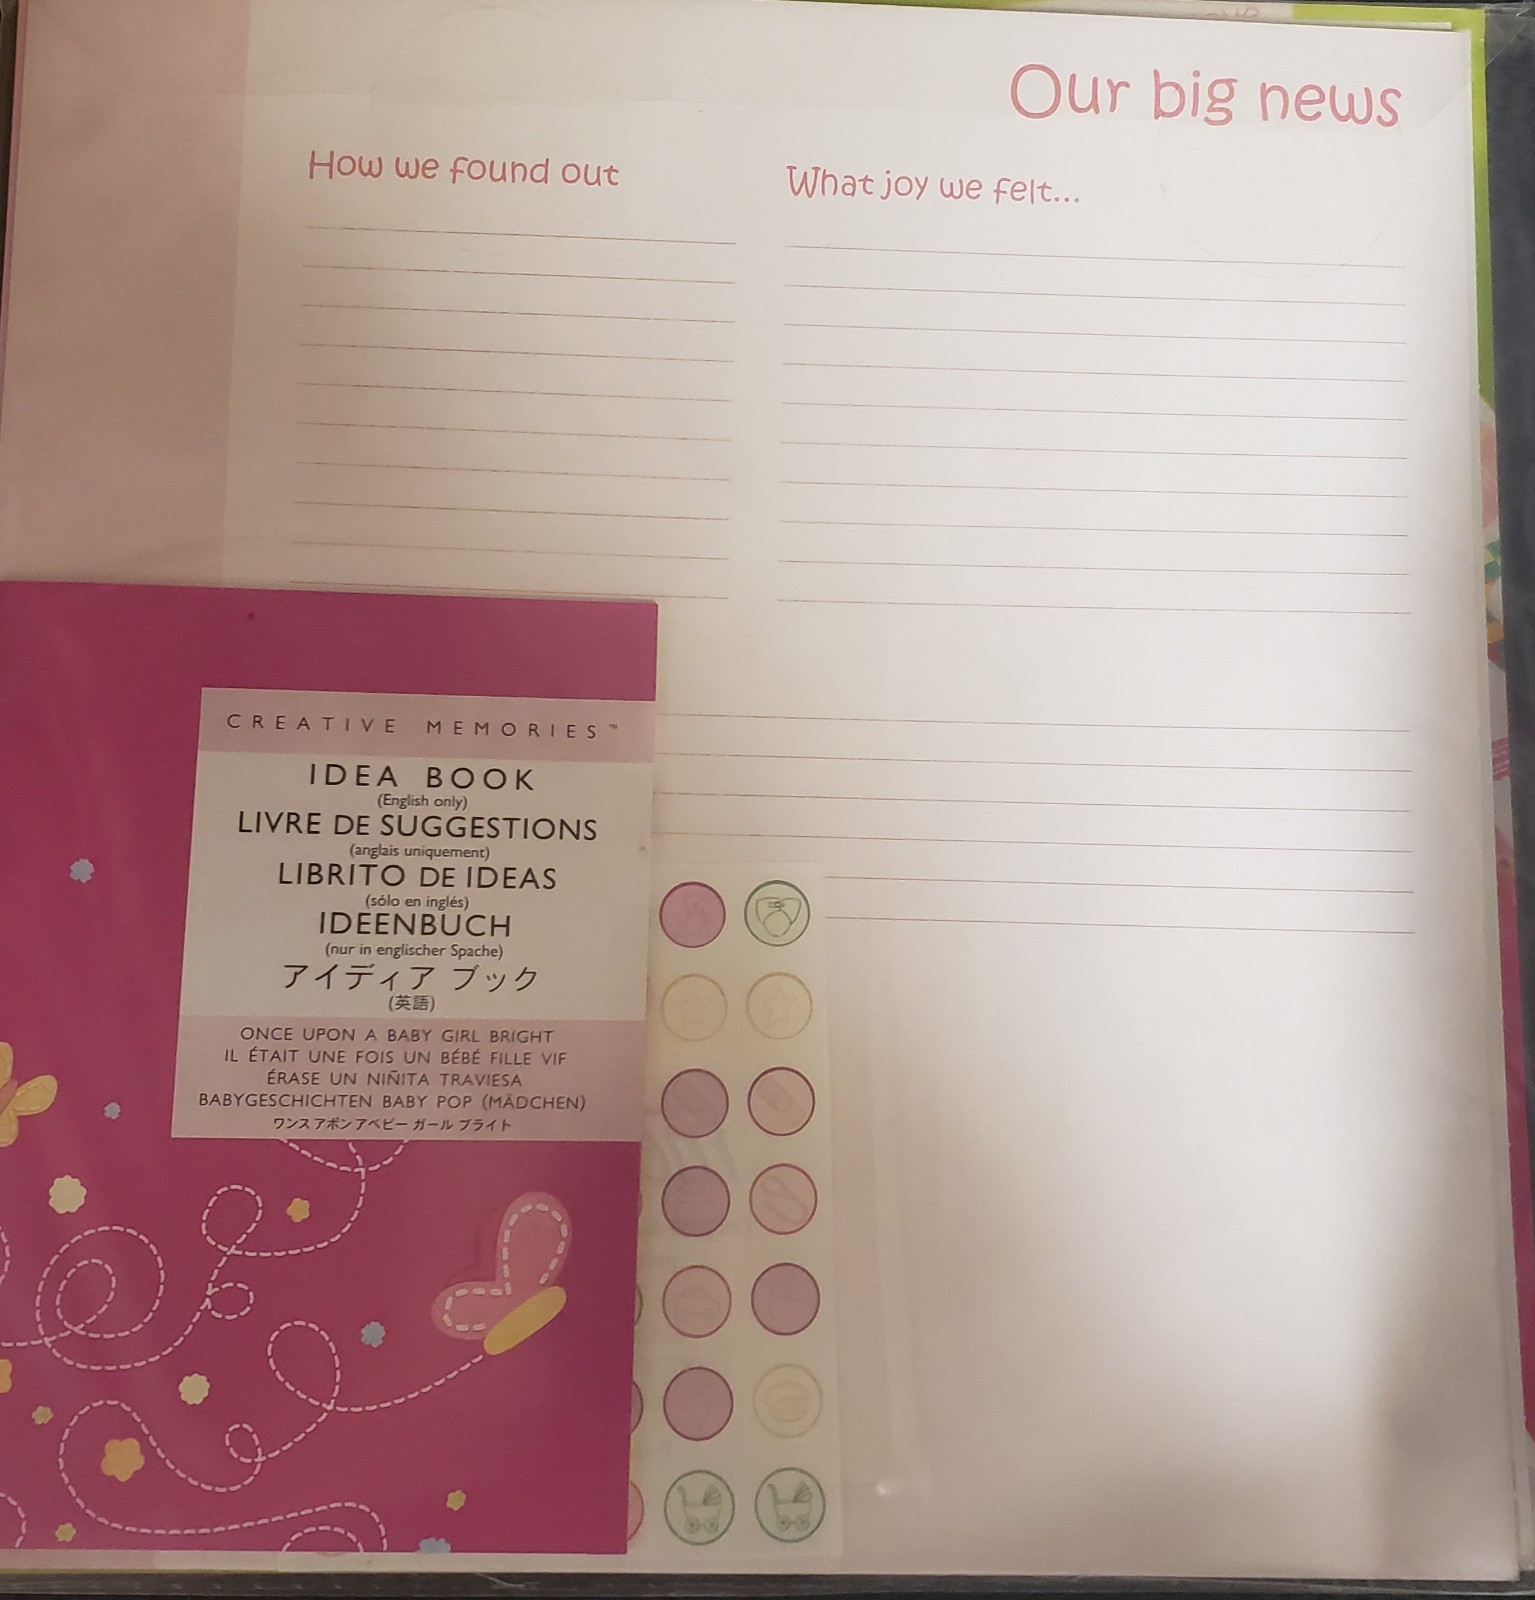 Our big news
How we found out
What joy we felt...
CREATIVE MEMORIES™
IDEA BOOK
(English only)
LIVRE DE SUGGESTIONS
(anglais uniquement)
LIBRITO DE IDEAS
(sólo en inglés)
IDEENBUCH
(nur in englischer Spache)
アイディア ブック
(英語)
ONCE UPON A BABY GIRL BRIGHT
IL ÉTAIT UNE FOIS UN BÉBÉ FILLE VIF
ÉRASE UN NIÑITA TRAVIESA
BABYGESCHICHTEN BABY POP (MÄDCHEN)
ワンス アポン アベビー ガール ブライト